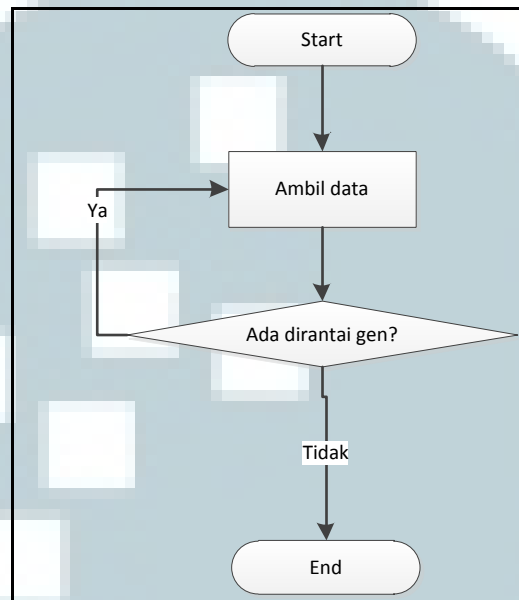 Start
Ambil data
Ya
Ada dirantai gen?
Tidak
End